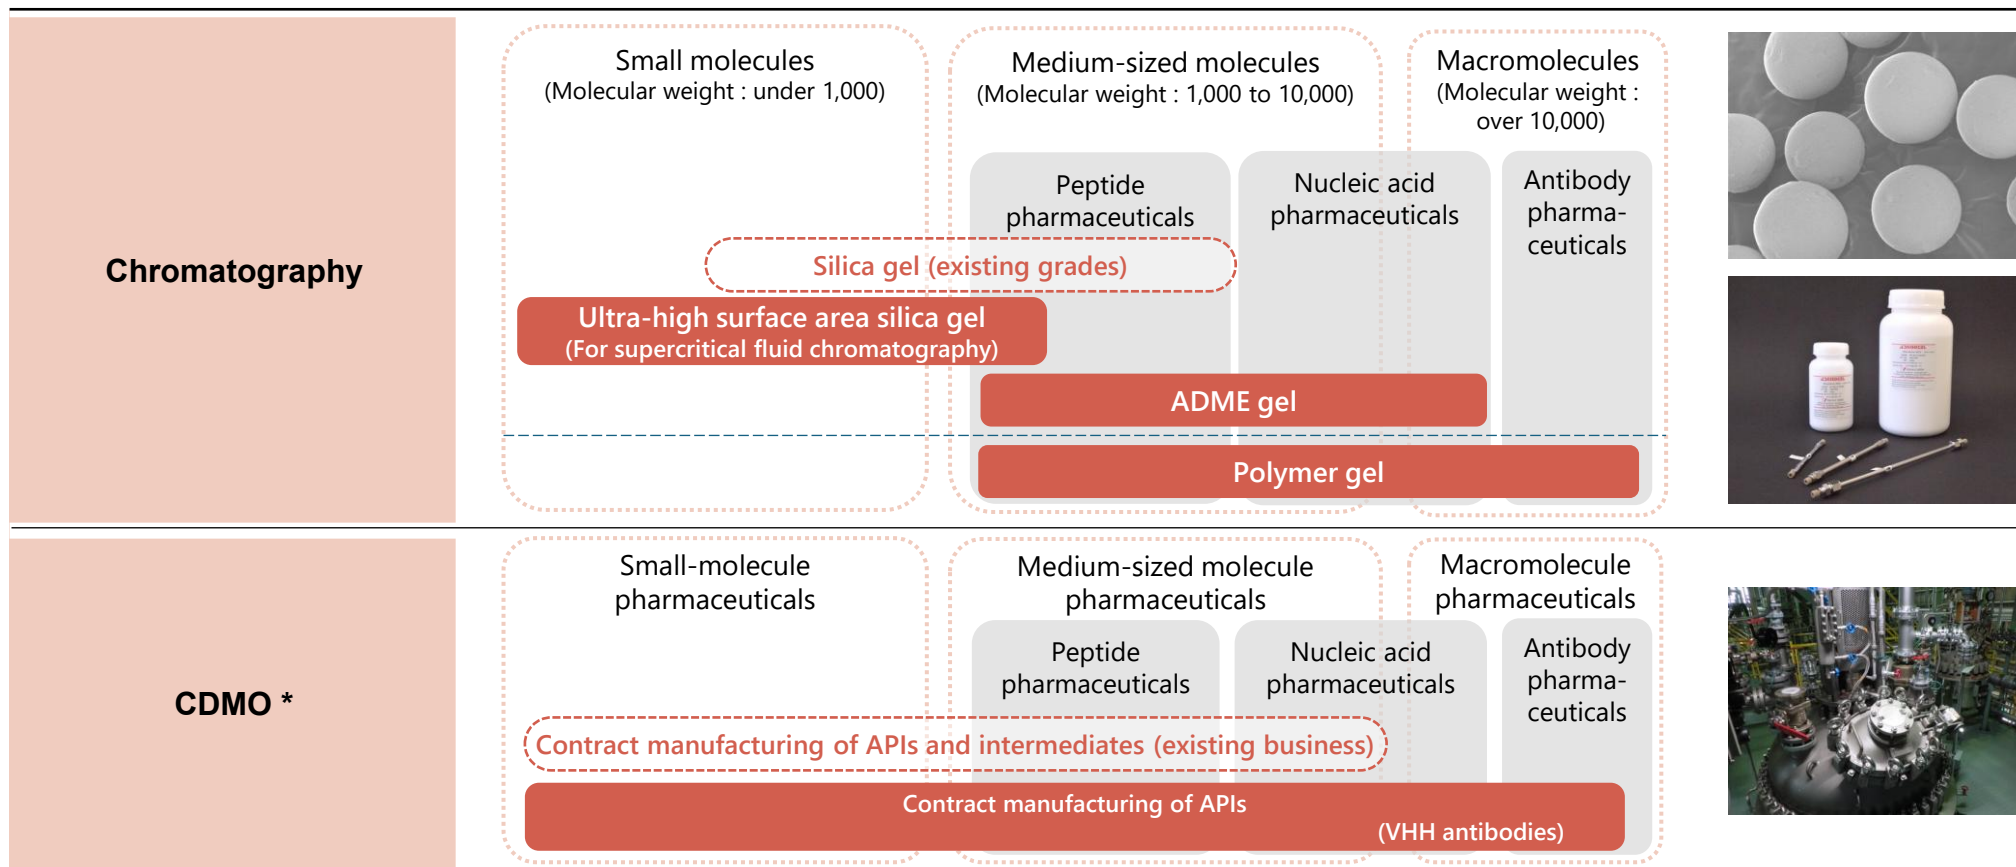 Chromatography
Small molecules
(Molecular weight : under 1,000)
Medium-sized molecules
(Molecular weight : 1,000 to 10,000)
Macromolecules
(Molecular weight :
over 10,000)
Peptide
pharmaceuticals
Nucleic acid
pharmaceuticals
Antibody
pharma-
ceuticals
Silica gel (existing grades)
Ultra-high surface area silica gel
(For supercritical fluid chromatography)
ADME gel
Polymer gel
CDMO *
Small-molecule
pharmaceuticals
Medium-sized molecule
pharmaceuticals
Macromolecule
pharmaceuticals
Peptide
pharmaceuticals
Nucleic acid
pharmaceuticals
Antibody
pharma-
ceuticals
Contract manufacturing of APIs and intermediates (existing business)
Contract manufacturing of APIs
(VHH antibodies)